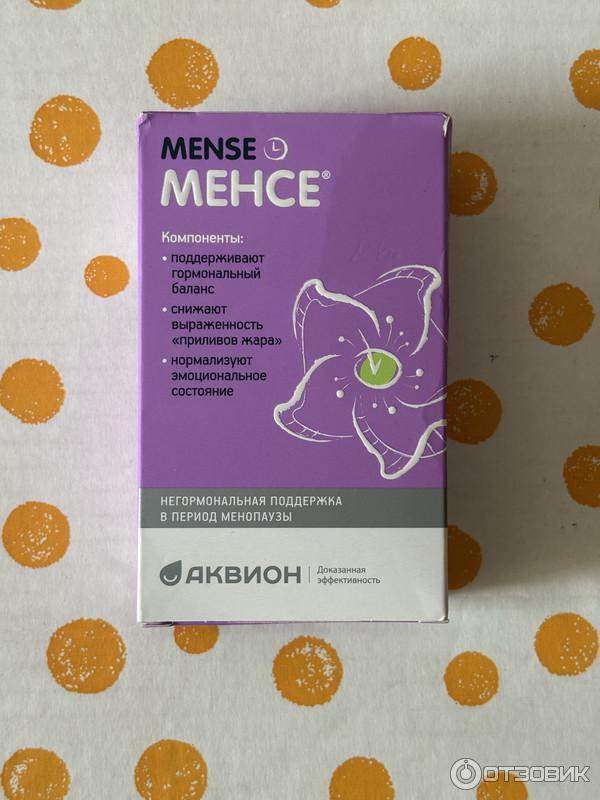 MENSE
МЕНСЕ®
Компоненты:
• поддерживают
гормональный
баланс
• снижают
выраженность
«приливов жара»
• нормализуют
эмоциональное
состояние
НЕГОРМОНАЛЬНАЯ ПОДДЕРЖКА
В ПЕРИОД МЕНОПАУЗЫ
АКВИОН
Доказанная
эффективность
ОТЗОВИК